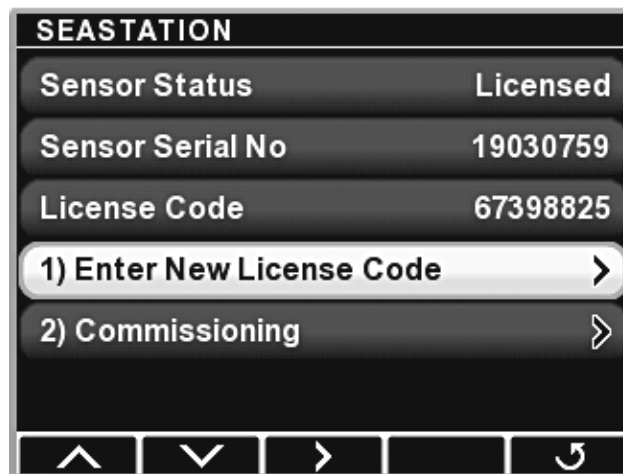 SEASTATION
Sensor Status Licensed
Sensor Serial No 19030759
License Code 67398825
1) Enter New License Code
2) Commissioning